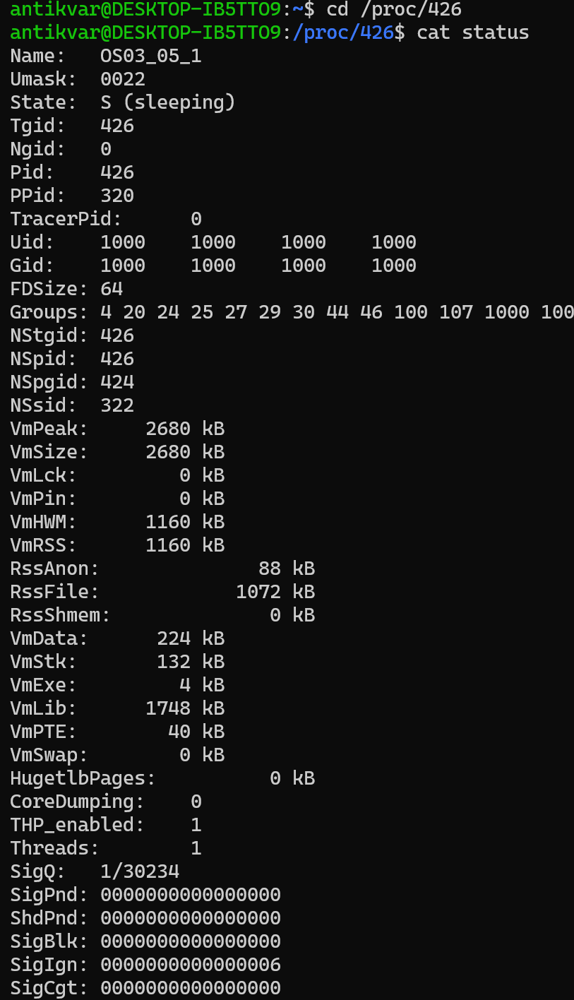 antikvar@DESKTOP-IB5TTO9:~$ cd /proc/426
antikvar@DESKTOP-IB5TTO9:/proc/426$ cat status
Name:   OS03_05_1
Umask:  0022
State:  S (sleeping)
Tgid:   426
Ngid:   0
Pid:    426
PPid:   320
TracerPid:      0
Uid:    1000    1000    1000    1000
Gid:    1000    1000    1000    1000
FDSize: 64
Groups: 4 20 24 25 27 29 30 44 46 100 107 1000 100
NStgid: 426
NSpid:  426
NSpgid: 424
NSsid:  322
VmPeak:     2680 kB
VmSize:     2680 kB
VmLck:         0 kB
VmPin:         0 kB
VmHWM:      1160 kB
VmRSS:      1160 kB
RssAnon:              88 kB
RssFile:            1072 kB
RssShmem:              0 kB
VmData:      224 kB
VmStk:       132 kB
VmExe:         4 kB
VmLib:      1748 kB
VmPTE:        40 kB
VmSwap:        0 kB
HugetlbPages:          0 kB
CoreDumping:    0
THP_enabled:    1
Threads:        1
SigQ:   1/30234
SigPnd: 0000000000000000
ShdPnd: 0000000000000000
SigBlk: 0000000000000000
SigIgn: 0000000000000006
SigCgt: 0000000000000000